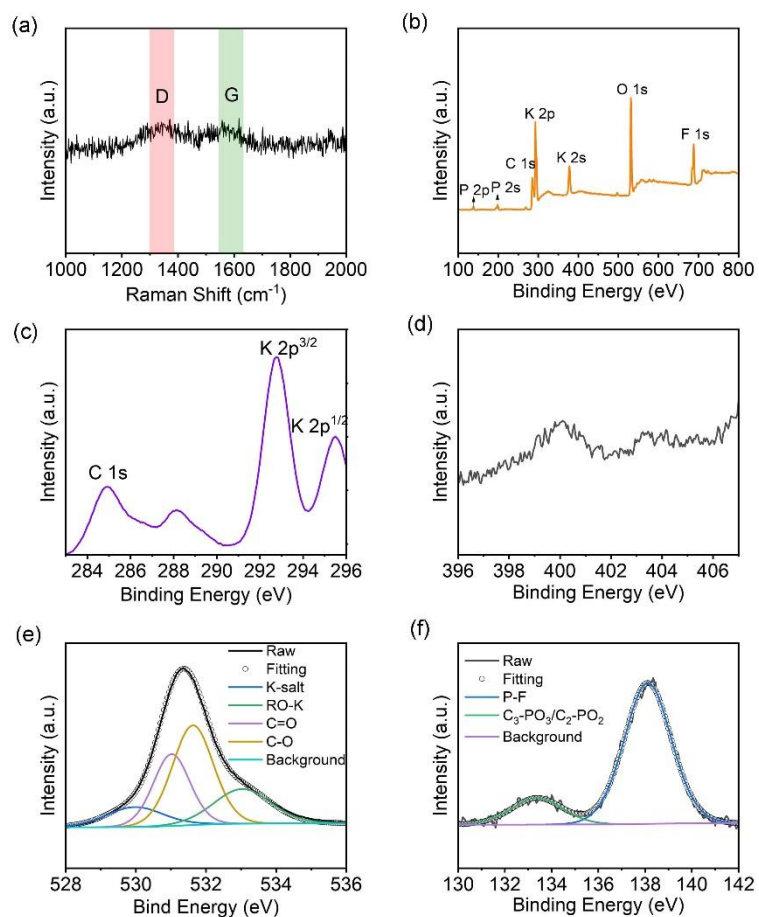 (a)
D
G
Intensity (a.u.)
1000 1200 1400 1600 1800 2000
Raman Shift (cm⁻¹)
(b)
O 1s
K 2p
F 1s
C 1s
K 2s
P 2p
P 2s
Intensity (a.u.)
100 200 300 400 500 600 700 800
Binding Energy (eV)
(c)
K 2p³/²
K 2p¹/²
C 1s
Intensity (a.u.)
284 286 288 290 292 294 296
Binding Energy (eV)
(d)
Intensity (a.u.)
396 398 400 402 404 406
Binding Energy (eV)
(e)
Raw
Fitting
K-salt
RO-K
C=O
C-O
Background
Intensity (a.u.)
528 530 532 534 536
Bind Energy (eV)
(f)
Raw
Fitting
P-F
C₃-PO₃/C₂-PO₂
Background
Intensity (a.u.)
130 132 134 136 138 140 142
Binding Energy (eV)